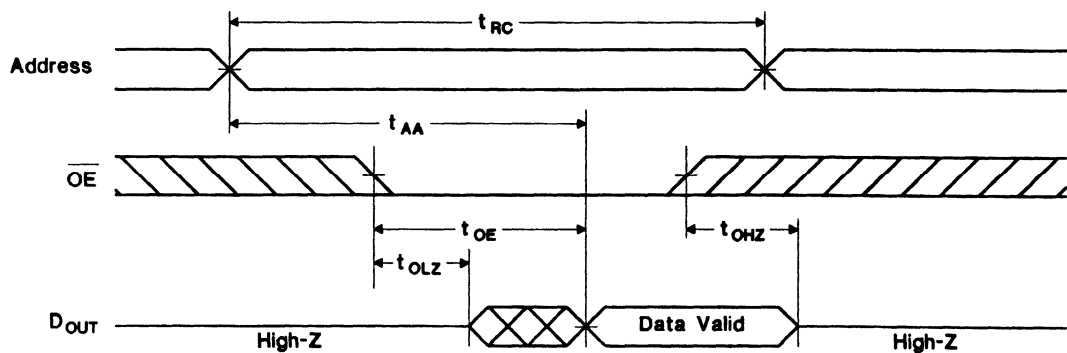 t RC
Address
t AA
OE
t OE
t OHZ
t OLZ
D OUT
Data Valid
High-Z
High-Z